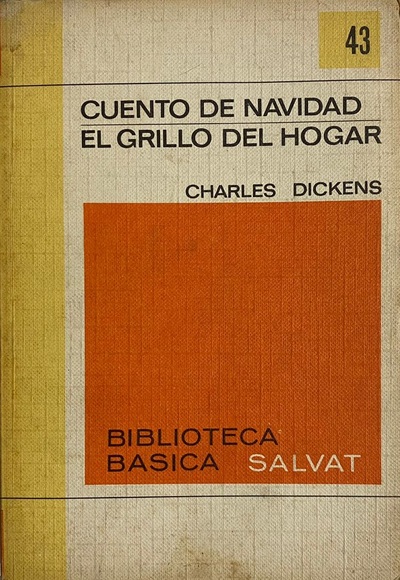 43
CUENTO DE NAVIDAD
EL GRILLO DEL HOGAR
CHARLES DICKENS
BIBLIOTECA
BASICA SALVAT